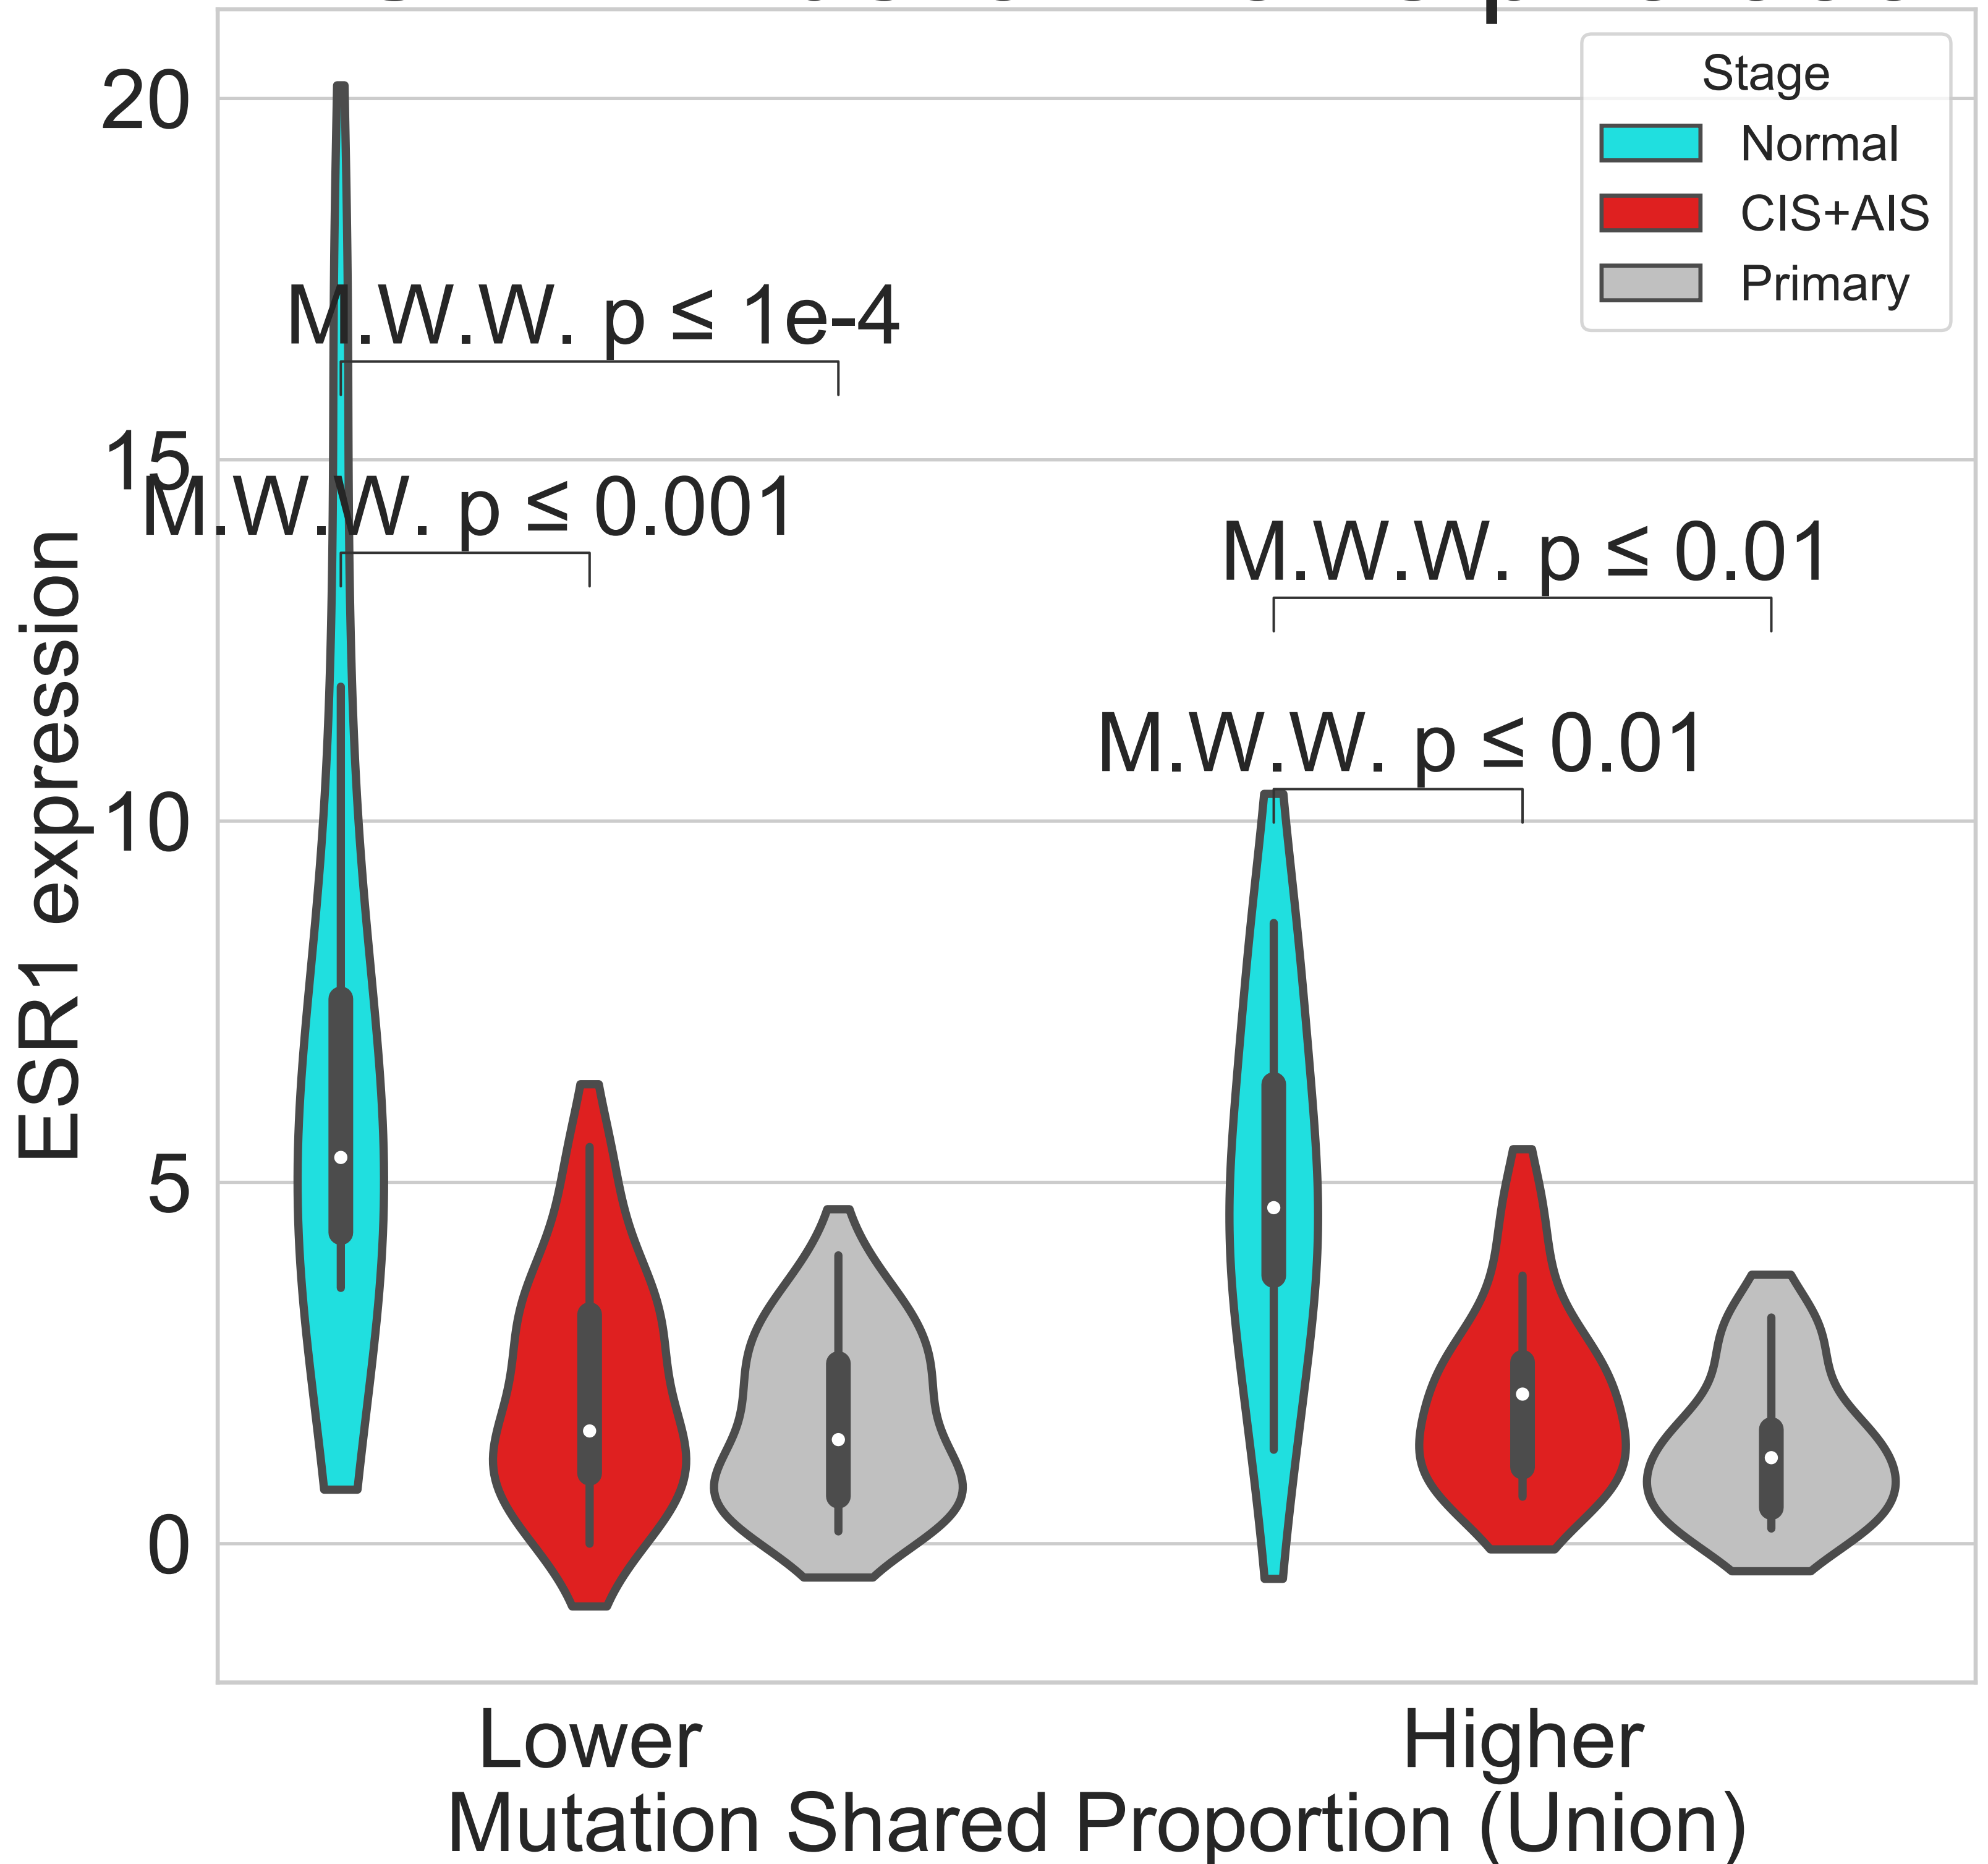 20
15
10
5
0
ESR1 expression
Stage
Normal
CIS+AIS
Primary
M.W.W. p ≤ 1e-4
M.W.W. p ≤ 0.001
M.W.W. p ≤ 0.01
M.W.W. p ≤ 0.01
Lower
Higher
Mutation Shared Proportion (Union)